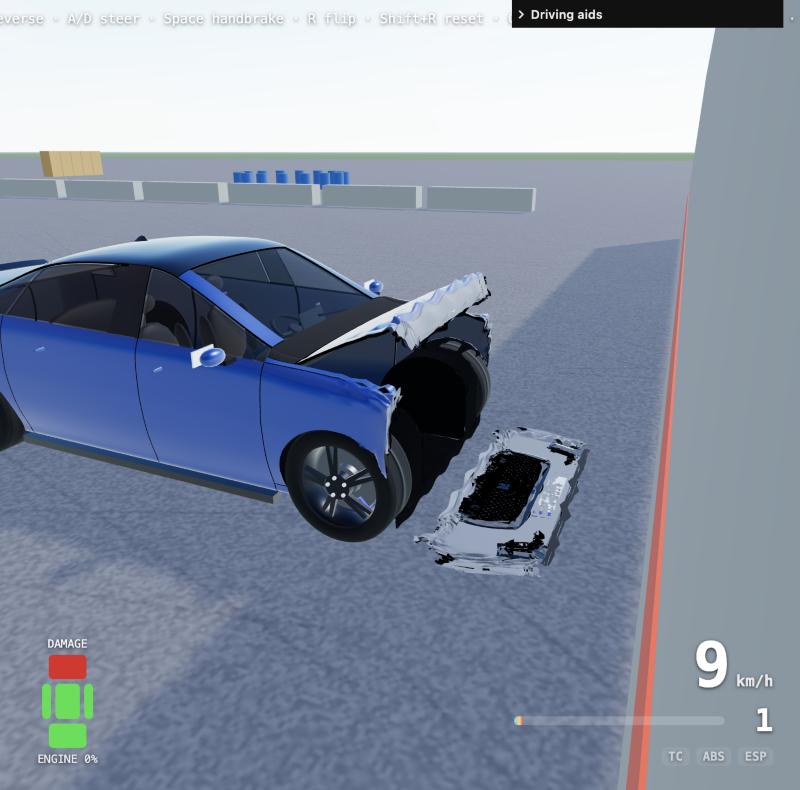 everse · A/D steer · Space handbrake · R flip · Shift+R reset ·
Driving aids
DAMAGE
ENGINE 0%
9 km/h
1
TC ABS ESP